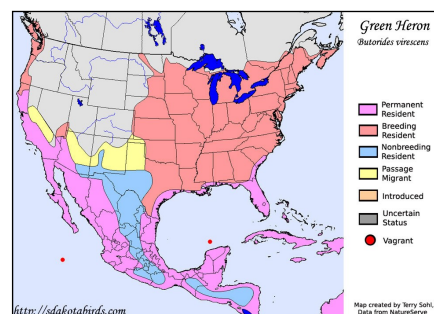 Green Heron
Butorides virescens
Permanent
Resident
Breeding
Resident
Nonbreeding
Resident
Passage
Migrant
Introduced
Uncertain
Status
Vagrant
http://sdakotabirds.com
Map created by Terry Sohl,
Data from NatureServe